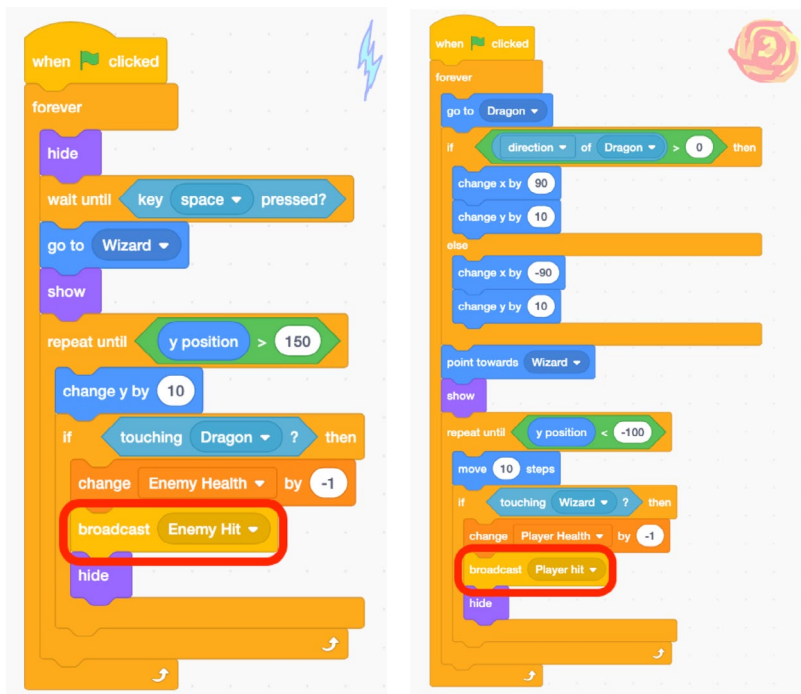 when clicked
forever
hide
wait until key space pressed?
go to Wizard
show
repeat until y position > 150
change y by 10
if touching Dragon ? then
change Enemy Health by -1
broadcast Enemy Hit
hide
when clicked
forever
go to Dragon
if direction of Dragon > 0 then
change x by 90
change y by 10
else
change x by -90
change y by 10
point towards Wizard
show
repeat until y position < -100
move 10 steps
if touching Wizard ? then
change Player Health by -1
broadcast Player hit
hide